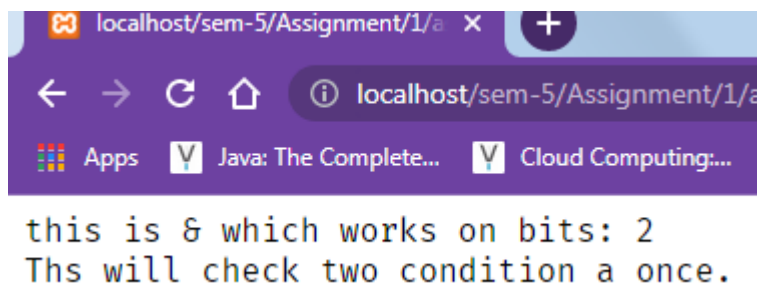 localhost/sem-5/Assignment/1/a
localhost/sem-5/Assignment/1/a
Apps Java: The Complete... Cloud Computing:...
this is & which works on bits: 2
Ths will check two condition a once.